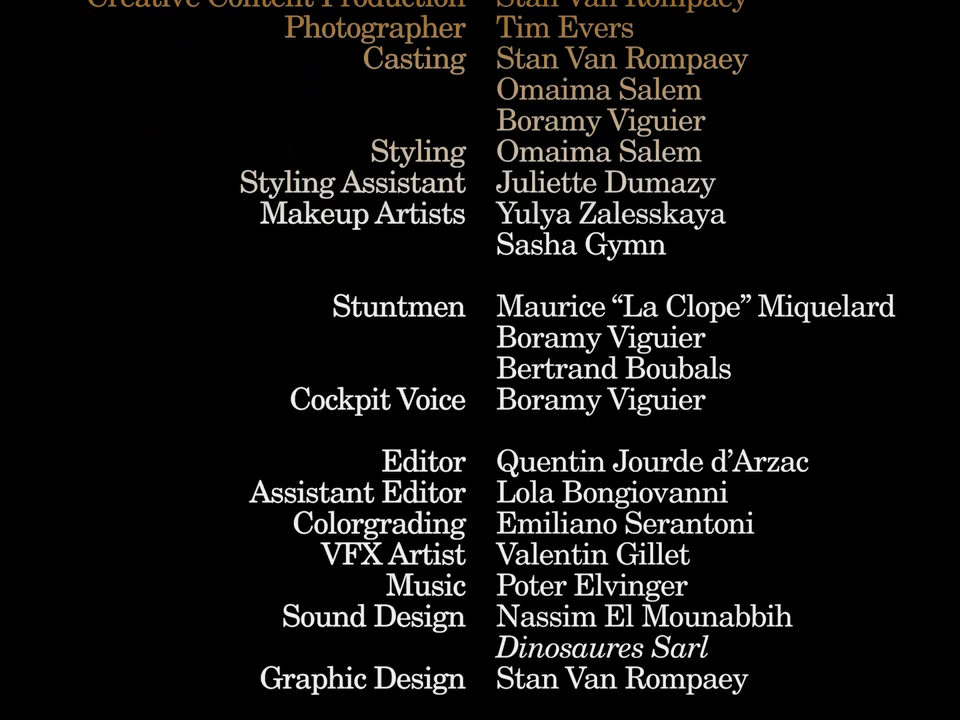 Creative Content Production Stan Van Rompaey
Photographer Tim Evers
Casting Stan Van Rompaey
Omaima Salem
Boramy Viguier
Styling Omaima Salem
Styling Assistant Juliette Dumazy
Makeup Artists Yulya Zalesskaya
Sasha Gymn
Stuntmen Maurice “La Clope” Miquelard
Boramy Viguier
Bertrand Boubals
Cockpit Voice Boramy Viguier
Editor Quentin Jourde d’Arzac
Assistant Editor Lola Bongiovanni
Colorgrading Emiliano Serantoni
VFX Artist Valentin Gillet
Music Poter Elvinger
Sound Design Nassim El Mounabbih
Dinosaures Sarl
Graphic Design Stan Van Rompaey